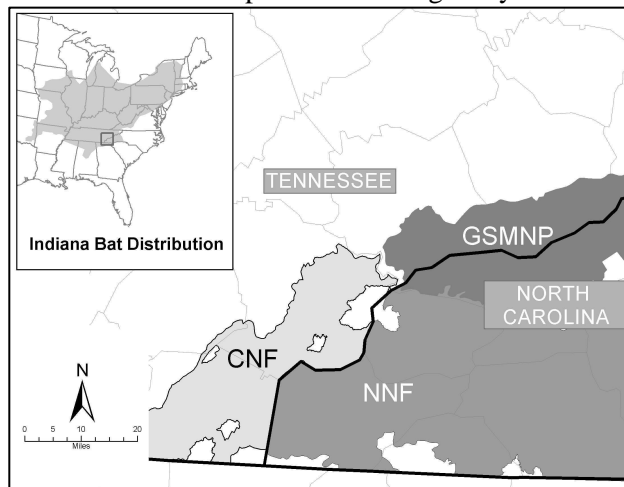 Indiana Bat Distribution
TENNESSEE
GSMNP
NORTH
CAROLINA
CNF
NNF
N
0 5 10 20
Miles